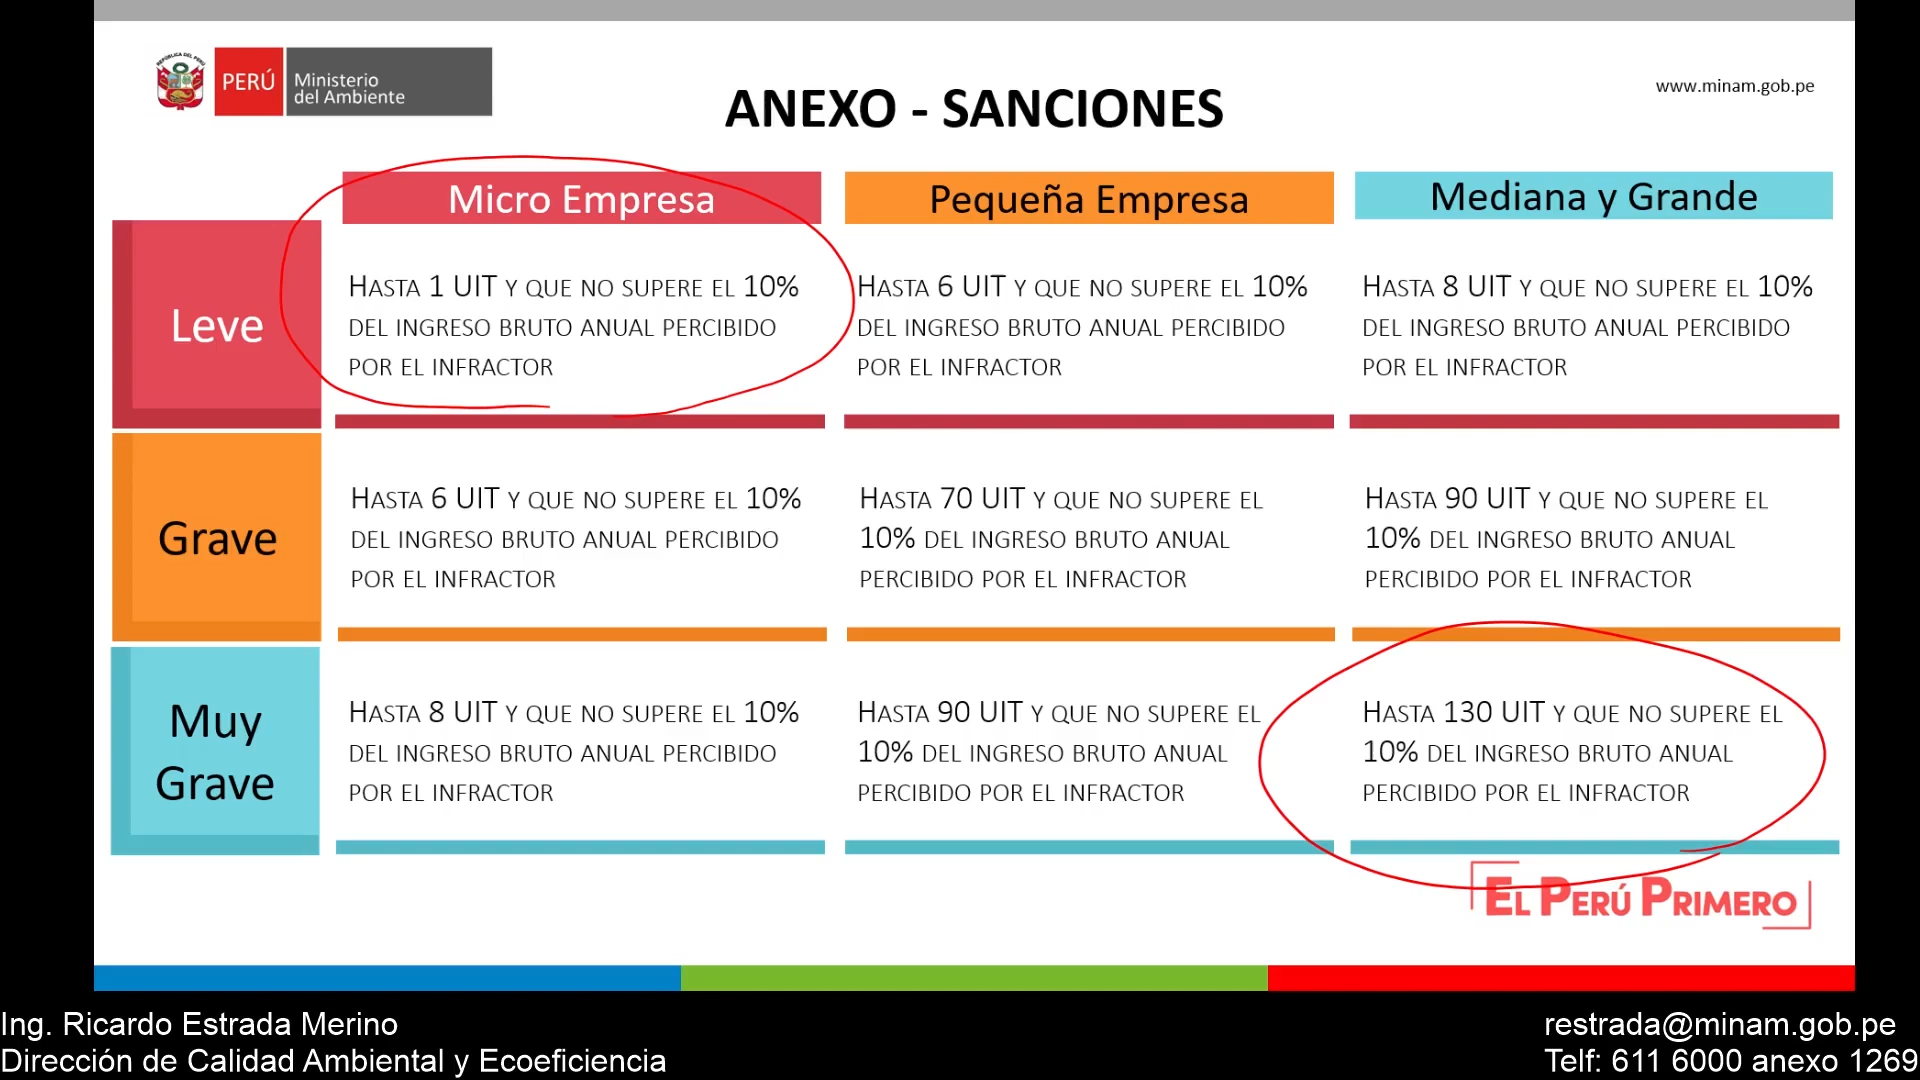 PERÚ
Ministerio
del Ambiente
www.minam.gob.pe
ANEXO - SANCIONES
Micro Empresa
Pequeña Empresa
Mediana y Grande
Leve
HASTA 1 UIT Y QUE NO SUPERE EL 10%
DEL INGRESO BRUTO ANUAL PERCIBIDO
POR EL INFRACTOR
HASTA 6 UIT Y QUE NO SUPERE EL 10%
DEL INGRESO BRUTO ANUAL PERCIBIDO
POR EL INFRACTOR
HASTA 8 UIT Y QUE NO SUPERE EL 10%
DEL INGRESO BRUTO ANUAL PERCIBIDO
POR EL INFRACTOR
Grave
HASTA 6 UIT Y QUE NO SUPERE EL 10%
DEL INGRESO BRUTO ANUAL PERCIBIDO
POR EL INFRACTOR
HASTA 70 UIT Y QUE NO SUPERE EL
10% DEL INGRESO BRUTO ANUAL
PERCIBIDO POR EL INFRACTOR
HASTA 90 UIT Y QUE NO SUPERE EL
10% DEL INGRESO BRUTO ANUAL
PERCIBIDO POR EL INFRACTOR
Muy
Grave
HASTA 8 UIT Y QUE NO SUPERE EL 10%
DEL INGRESO BRUTO ANUAL PERCIBIDO
POR EL INFRACTOR
HASTA 90 UIT Y QUE NO SUPERE EL
10% DEL INGRESO BRUTO ANUAL
PERCIBIDO POR EL INFRACTOR
HASTA 130 UIT Y QUE NO SUPERE EL
10% DEL INGRESO BRUTO ANUAL
PERCIBIDO POR EL INFRACTOR
EL PERÚ PRIMERO
Ing. Ricardo Estrada Merino
Dirección de Calidad Ambiental y Ecoeficiencia
restrada@minam.gob.pe
Telf: 611 6000 anexo 1269